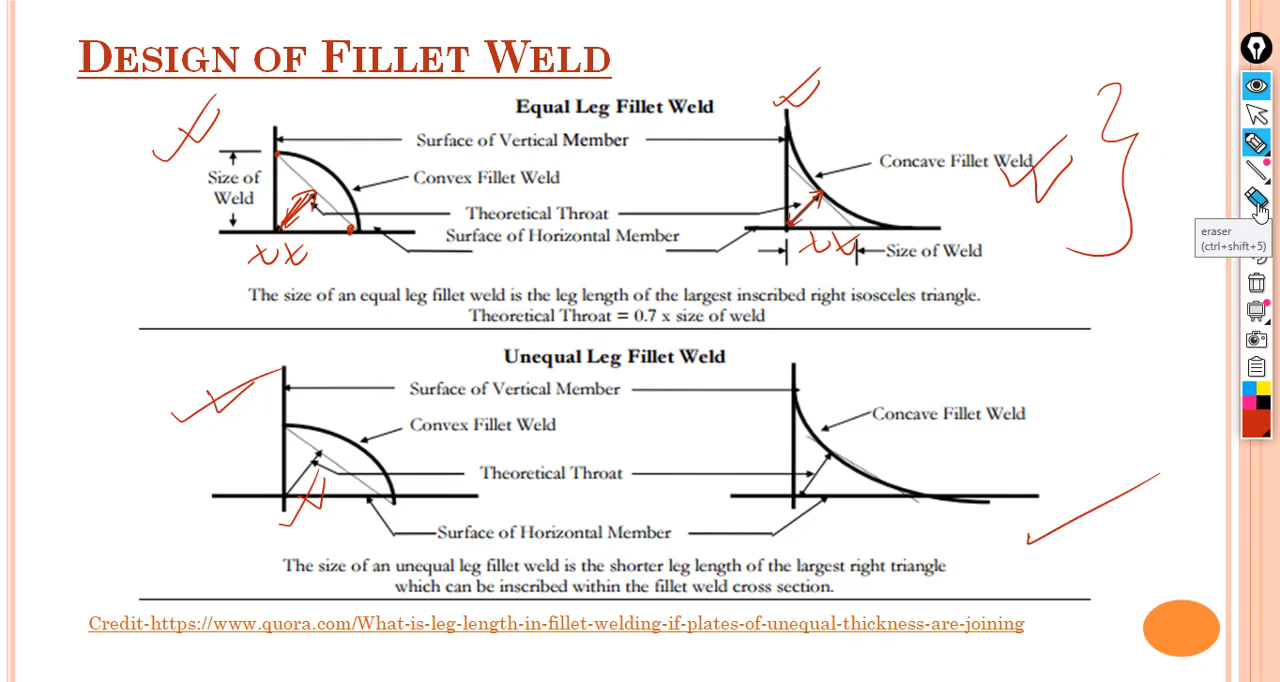 DESIGN OF FILLET WELD
Equal Leg Fillet Weld
Surface of Vertical Member
Size of
Weld
Convex Fillet Weld
Concave Fillet Weld
Theoretical Throat
Surface of Horizontal Member
Size of Weld
The size of an equal leg fillet weld is the leg length of the largest inscribed right isosceles triangle.
Theoretical Throat = 0.7 x size of weld
Unequal Leg Fillet Weld
Surface of Vertical Member
Convex Fillet Weld
Concave Fillet Weld
Theoretical Throat
Surface of Horizontal Member
The size of an unequal leg fillet weld is the shorter leg length of the largest right triangle
which can be inscribed within the fillet weld cross section.
Credit-https://www.quora.com/What-is-leg-length-in-fillet-welding-if-plates-of-unequal-thickness-are-joining
eraser
(ctrl+shift+5)